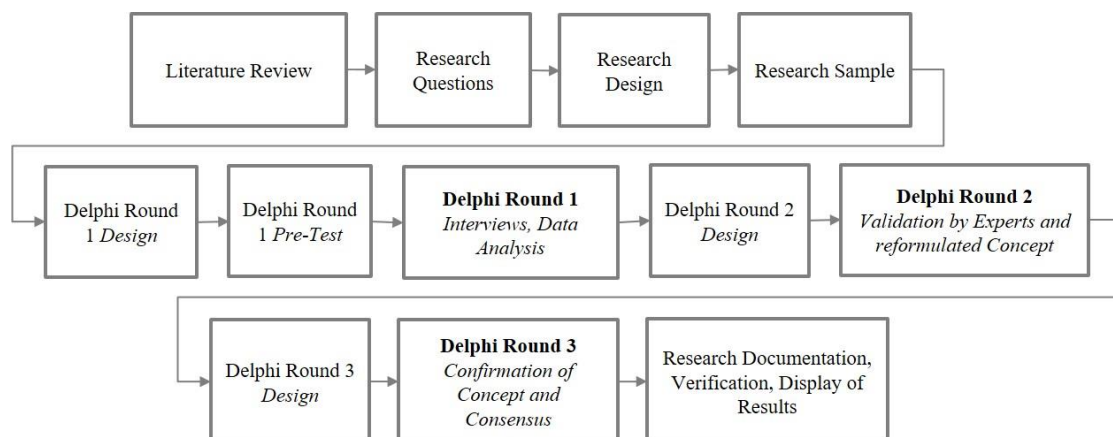 Literature Review
Research
Questions
Research
Design
Research Sample
Delphi Round
1 Design
Delphi Round
1 Pre-Test
Delphi Round 1
Interviews, Data
Analysis
Delphi Round 2
Design
Delphi Round 2
Validation by Experts and
reformulated Concept
Delphi Round 3
Design
Delphi Round 3
Confirmation of
Concept and
Consensus
Research Documentation,
Verification, Display of
Results